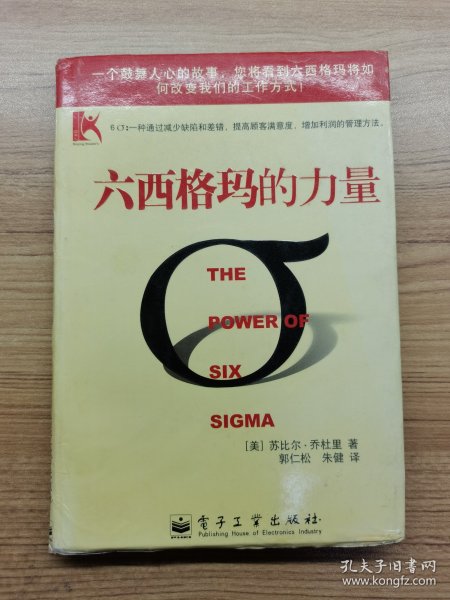 一个鼓舞人心的故事，您将看到六西格玛将如
何改变我们的工作方式！
6σ:一种通过减少缺陷和差错，提高顾客满意度，增加利润的管理方法。
六西格玛的力量
THE
POWER OF
SIX
SIGMA
[美] 苏比尔·乔杜里 著
郭仁松 朱健 译
电子工业出版社.
Publishing House of Electronics Industry
孔夫子旧书网
www.kongfz.com